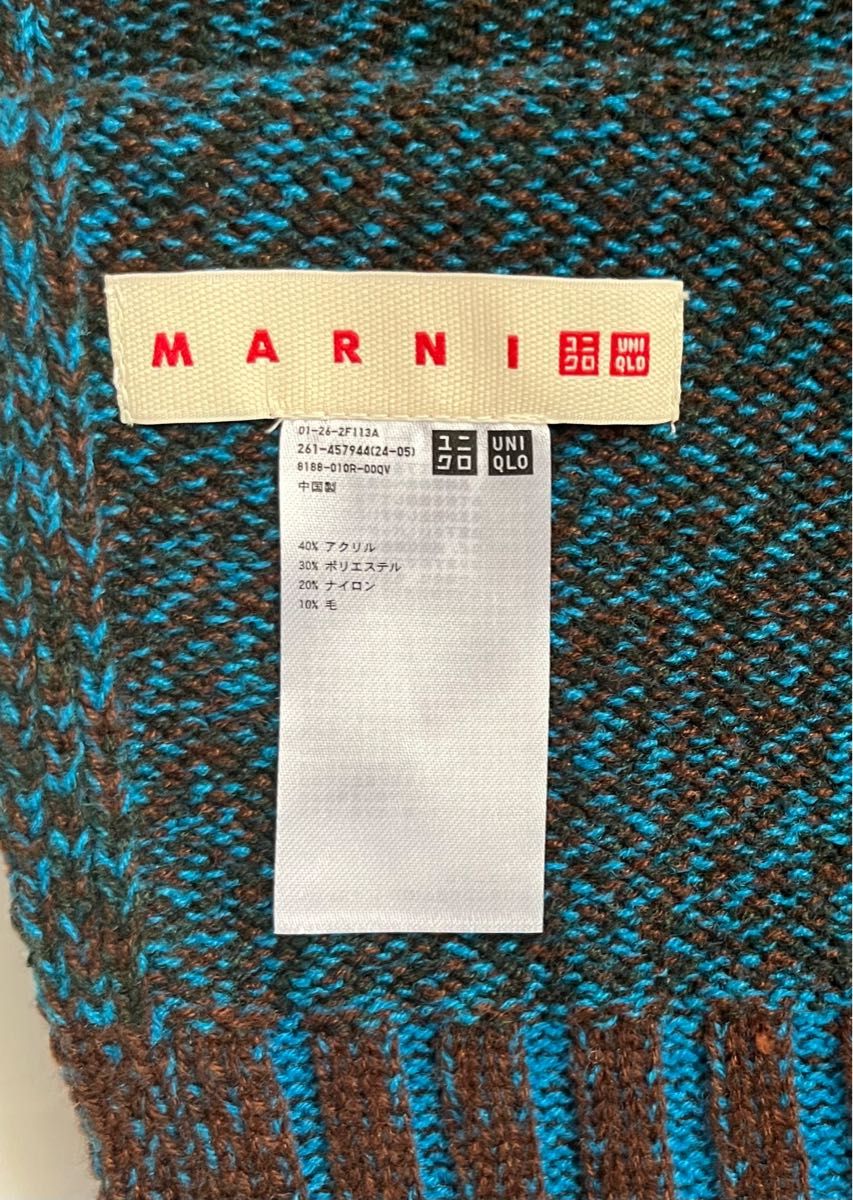 MARNI ユニクロ UNIQLO
01-26-2F113A
261-457944(24-05)
8188-010R-00QV
ユニクロ UNIQLO
中国製
40% アクリル
30% ポリエステル
20% ナイロン
10% 毛